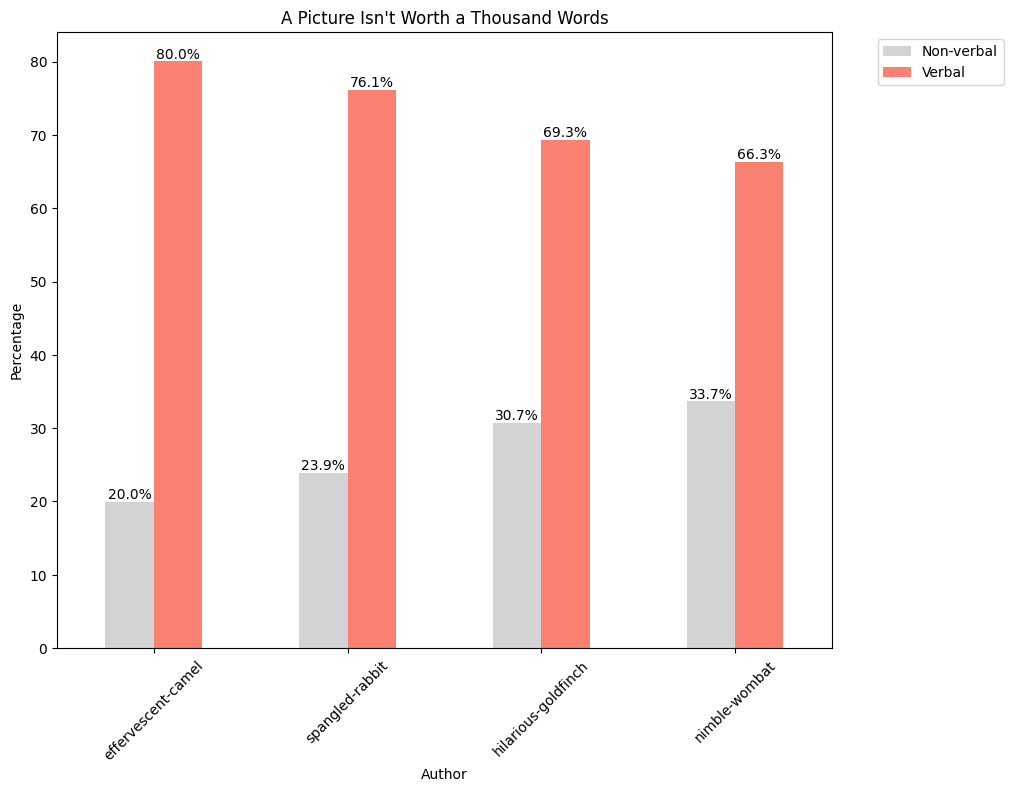 A Picture Isn't Worth a Thousand Words
Non-verbal
Verbal
Percentage
80
70
60
50
40
30
20
10
0
20.0%
80.0%
23.9%
76.1%
30.7%
69.3%
33.7%
66.3%
effervescent-camel
spangled-rabbit
hilarious-goldfinch
nimble-wombat
Author